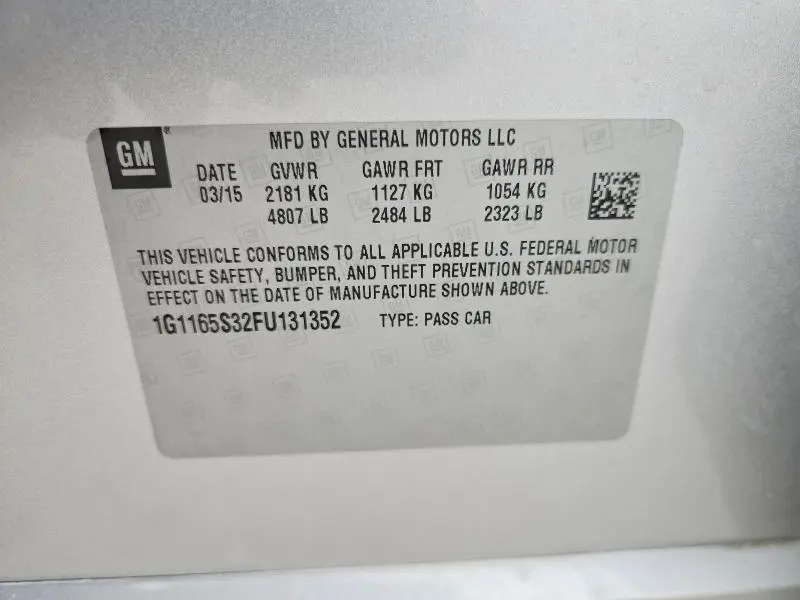 GM
MFD BY GENERAL MOTORS LLC
DATE GVWR GAWR FRT GAWR RR
03/15 2181 KG 1127 KG 1054 KG
4807 LB 2484 LB 2323 LB
THIS VEHICLE CONFORMS TO ALL APPLICABLE U.S. FEDERAL MOTOR
VEHICLE SAFETY, BUMPER, AND THEFT PREVENTION STANDARDS IN
EFFECT ON THE DATE OF MANUFACTURE SHOWN ABOVE.
1G1165S32FU131352 TYPE: PASS CAR